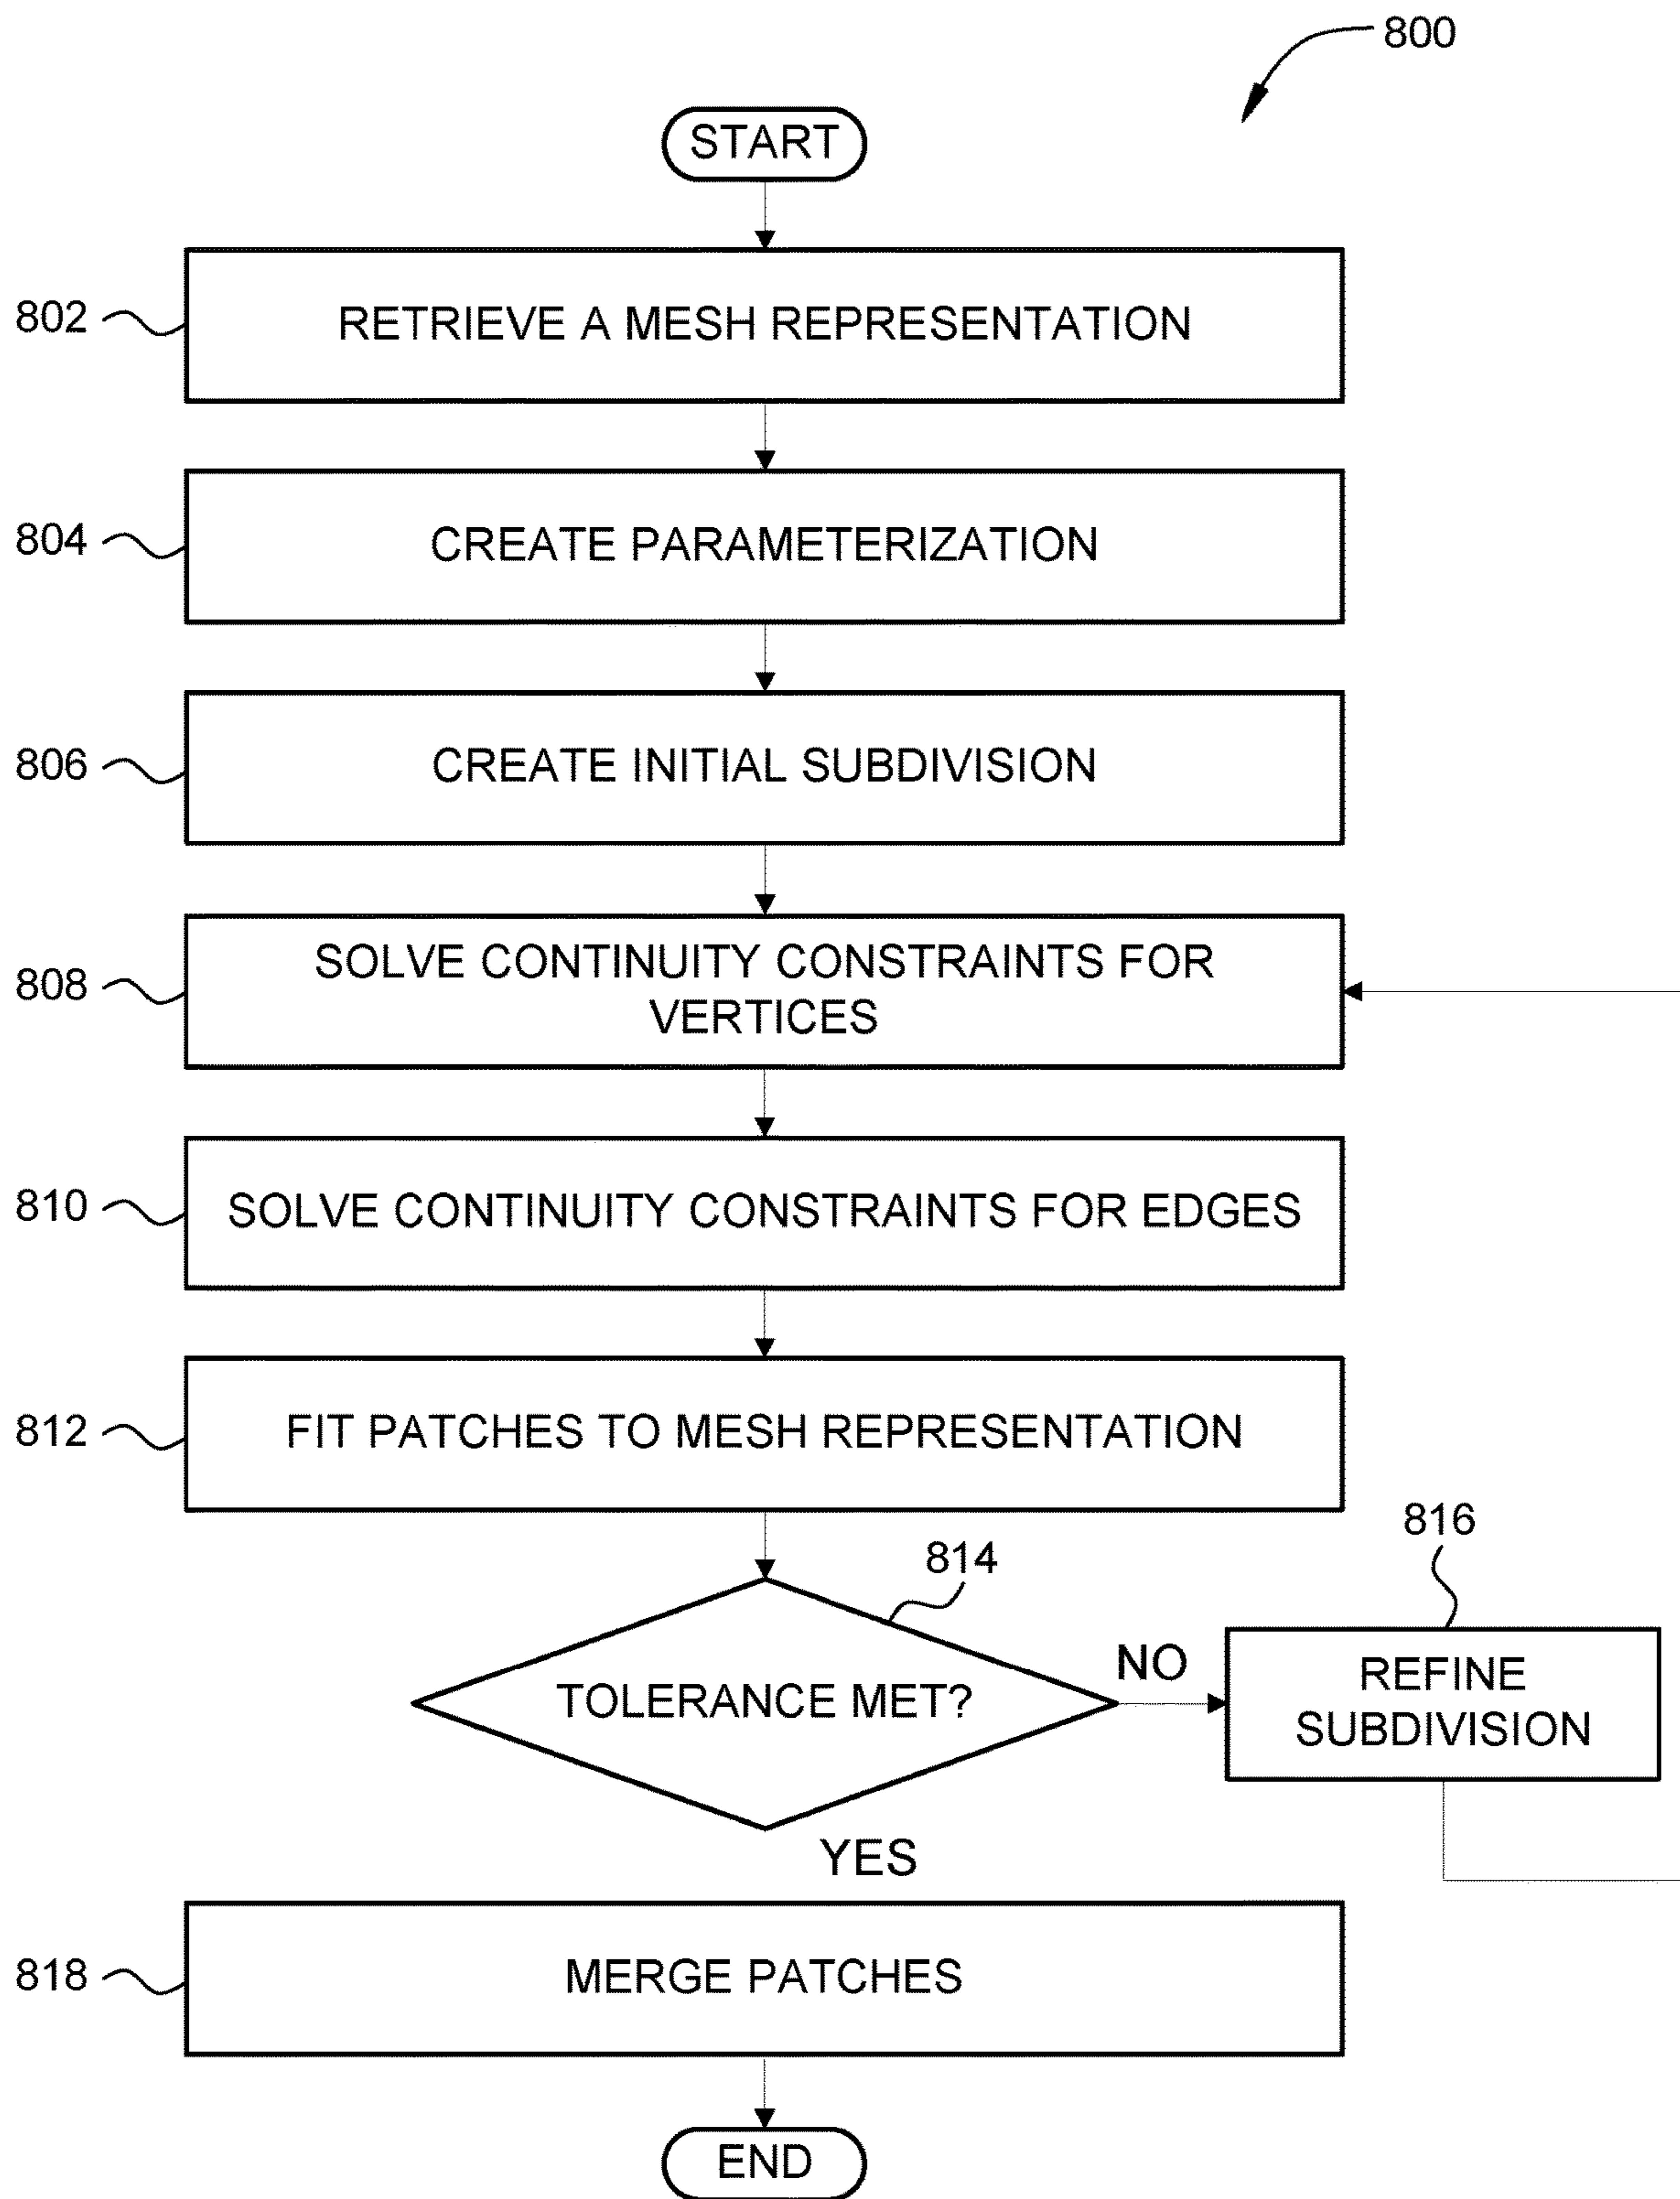 800
START
802
RETRIEVE A MESH REPRESENTATION
804
CREATE PARAMETERIZATION
806
CREATE INITIAL SUBDIVISION
808
SOLVE CONTINUITY CONSTRAINTS FOR
VERTICES
810
SOLVE CONTINUITY CONSTRAINTS FOR EDGES
812
FIT PATCHES TO MESH REPRESENTATION
814
TOLERANCE MET?
NO
816
REFINE
SUBDIVISION
YES
818
MERGE PATCHES
END